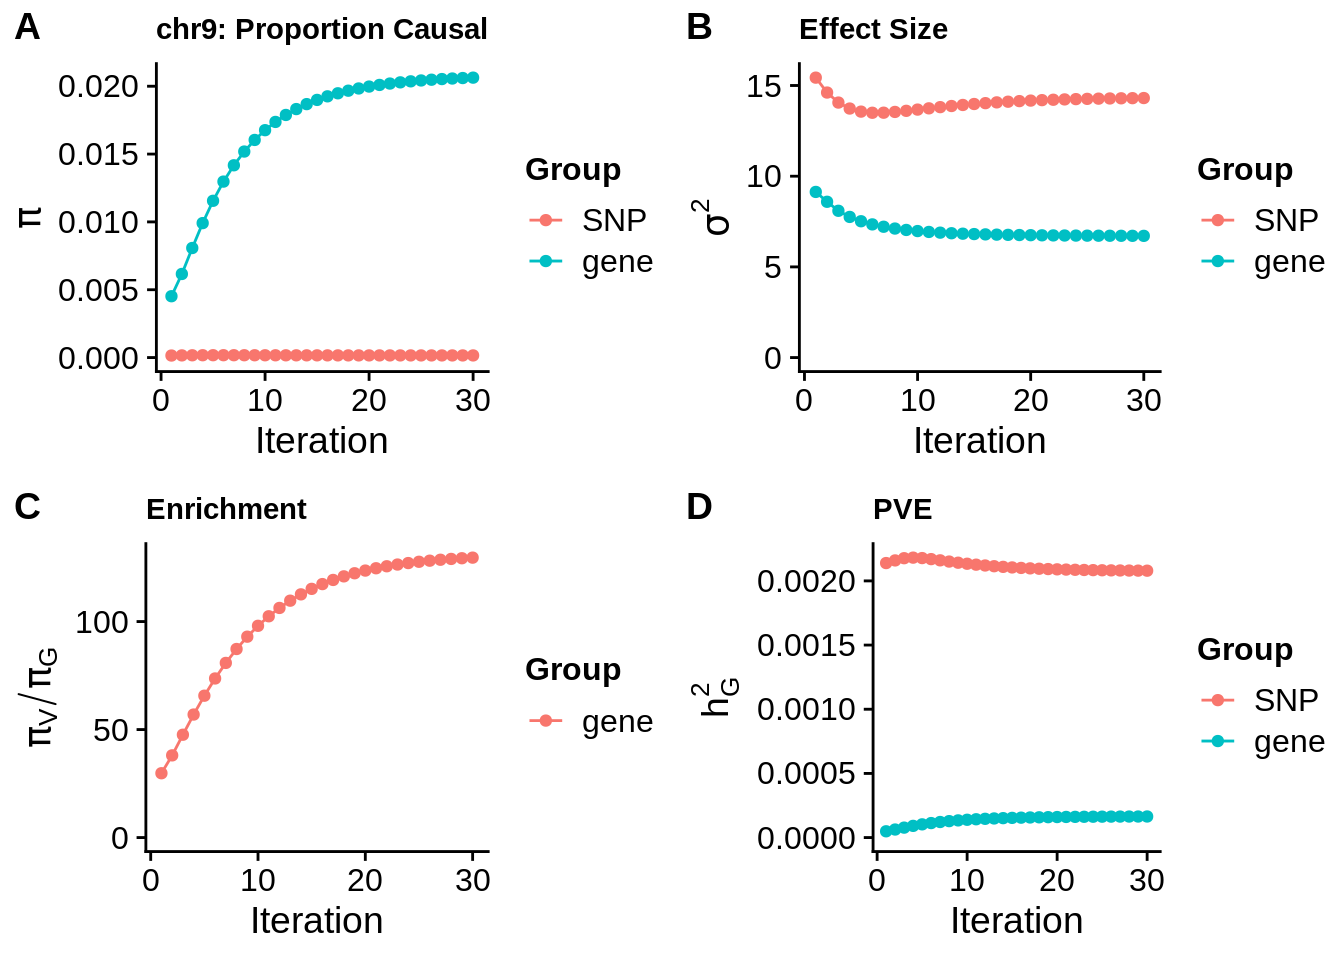 A
chr9: Proportion Causal
π
0.020
0.015
0.010
0.005
0.000
0 10 20 30
Iteration
Group
SNP
gene
B
Effect Size
σ²
15
10
5
0
0 10 20 30
Iteration
Group
SNP
gene
C
Enrichment
πV/πG
100
50
0
0 10 20 30
Iteration
Group
gene
D
PVE
h²G
0.0020
0.0015
0.0010
0.0005
0.0000
0 10 20 30
Iteration
Group
SNP
gene